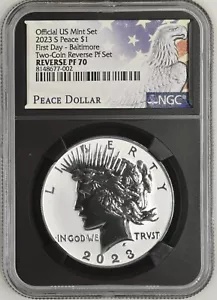 Official US Mint Set
2023 S Peace $1
First Day - Baltimore
Two-Coin Reverse Pf Set
REVERSE PF 70
8148677-002
PEACE DOLLAR
NGC
LIBERTY
IN GOD WE TRVST
2023